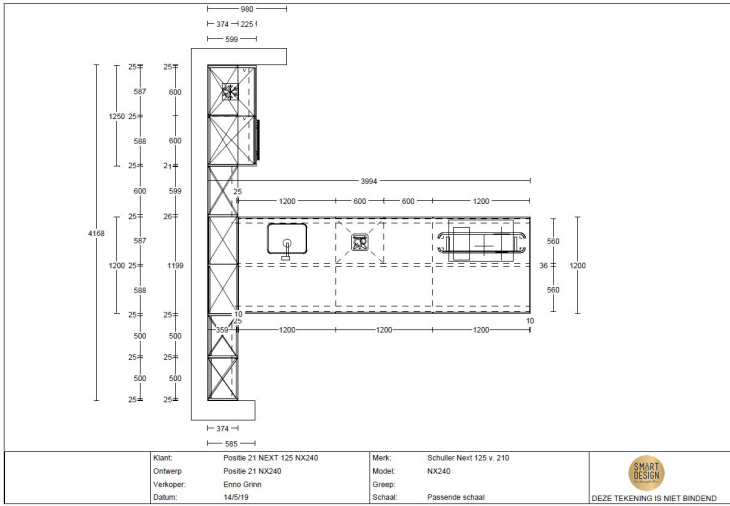 980
374 225
599
25 25
587 600
25
1250
588 600
25 21
3994
600 599
25
1200 600 600 1200
25 26
4168
587
560
1200 25 1199 36 1200
588
560
25 25
10
10
25
359
500 500
1200 1200 1200
25 25
500 500
25 25
374
585
Klant: Positie 21 NEXT 125 NX240 Merk: Schuller Next 125 v. 210
Ontwerp Positie 21 NX240 Model: NX240
Verkoper: Enno Grinn Greep:
Datum: 14/5/19 Schaal: Passende schaal
SMART
DESIGN
DEZE TEKENING IS NIET BINDEND